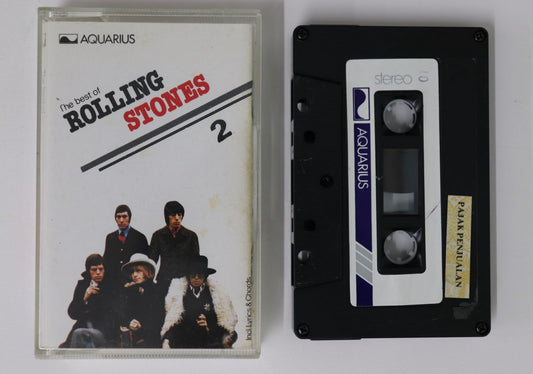 AQUARIUS
The best of
ROLLING
STONES
2
Incl.Lyrics & Chords
stereo
AQUARIUS
PAJAK PENJUALAN